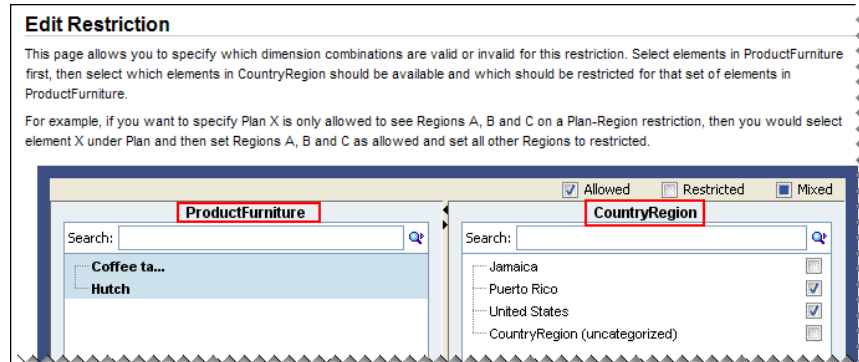 Edit Restriction
This page allows you to specify which dimension combinations are valid or invalid for this restriction. Select elements in ProductFurniture
first, then select which elements in CountryRegion should be available and which should be restricted for that set of elements in
ProductFurniture.
For example, if you want to specify Plan X is only allowed to see Regions A, B and C on a Plan-Region restriction, then you would select
element X under Plan and then set Regions A, B and C as allowed and set all other Regions to restricted.
Allowed Restricted Mixed
ProductFurniture CountryRegion
Search: Search:
Coffee ta... Jamaica
Hutch Puerto Rico
United States
CountryRegion (uncategorized)